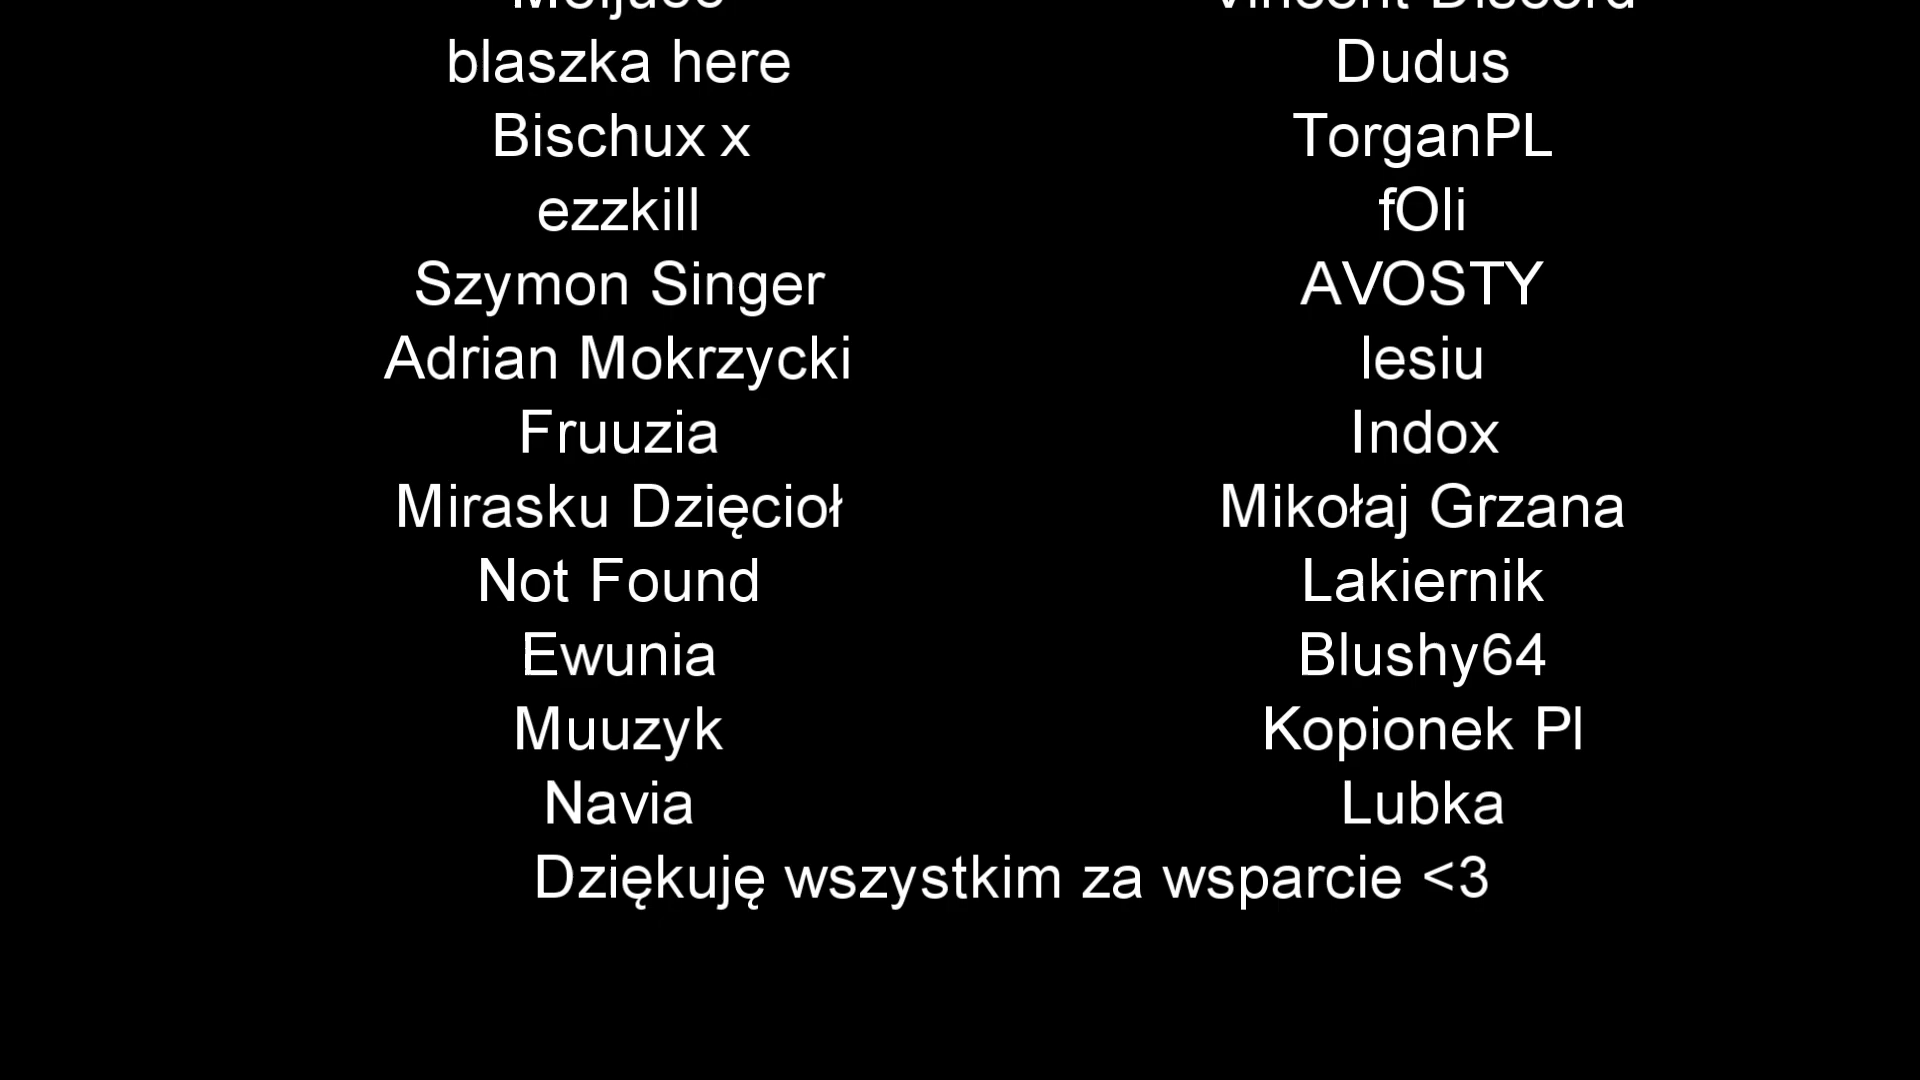 blaszka here Dudus
Bischux x TorganPL
ezzkill fOli
Szymon Singer AVOSTY
Adrian Mokrzycki lesiu
Fruuzia Indox
Mirasku Dzięcioł Mikołaj Grzana
Not Found Lakiernik
Ewunia Blushy64
Muuzyk Kopionek Pl
Navia Lubka
Dziękuję wszystkim za wsparcie <3